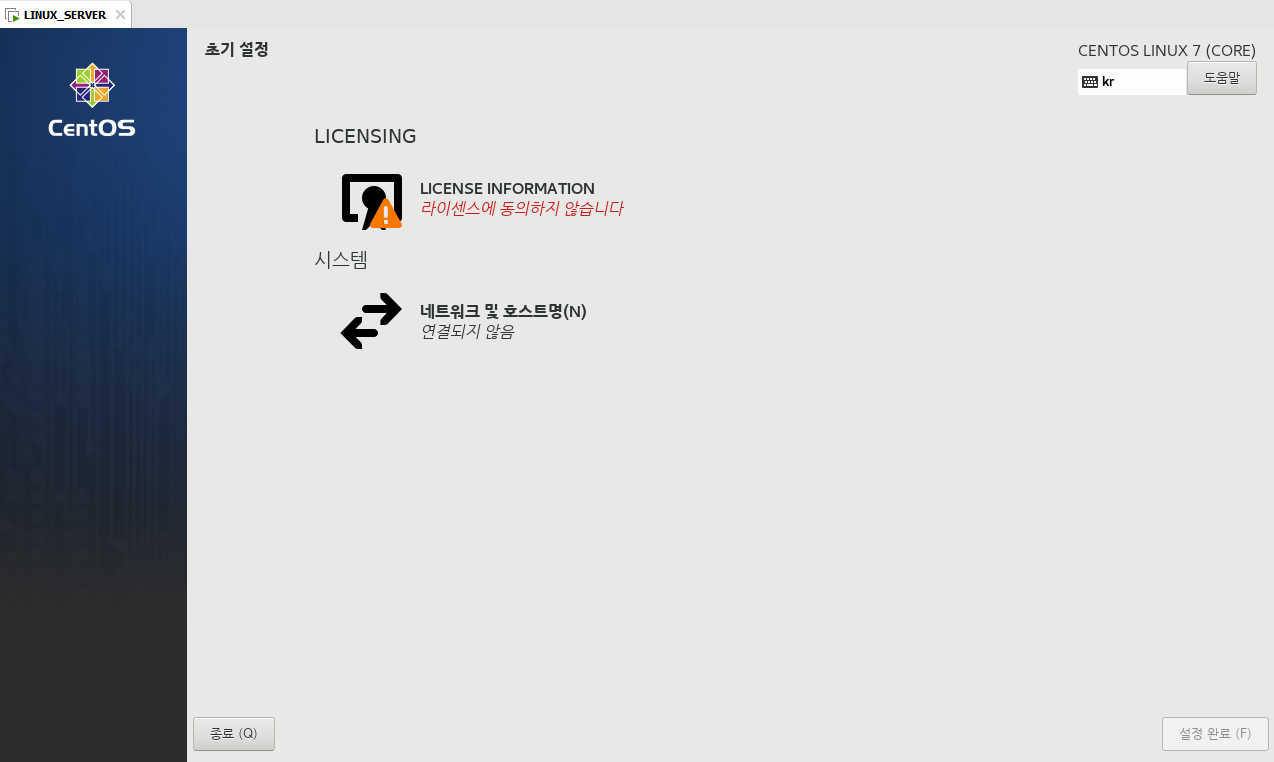 LINUX_SERVER
초기 설정
CENTOS LINUX 7 (CORE)
kr
도움말
CentOS
LICENSING
LICENSE INFORMATION
라이센스에 동의하지 않습니다
시스템
네트워크 및 호스트명(N)
연결되지 않음
종료 (Q)
설정 완료 (F)